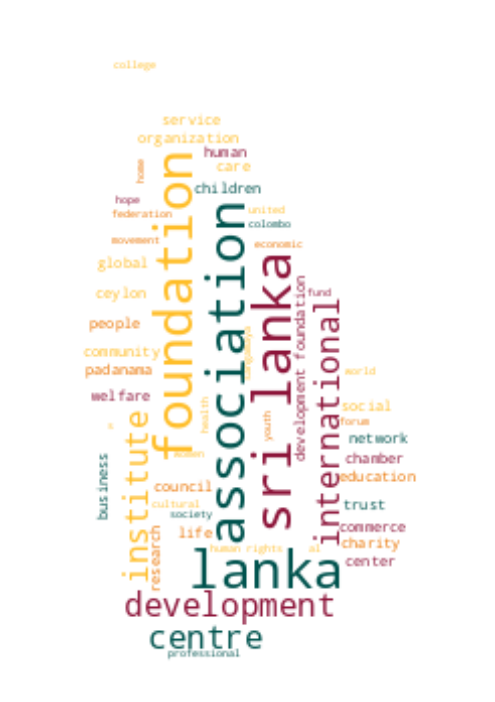 college
service
organization
human
care
home
children
hope
federation
united
colombo
movement
economic
foundation
association
sri lanka
global
ceylon
fund
development foundation
international
people
community
padanama
welfare
world
social
forum
network
chamber
education
health
youth
women
institute
business
council
cultural
society
trust
life
commerce
charity
center
human rights
al
research
s
lanka
development
centre
professional